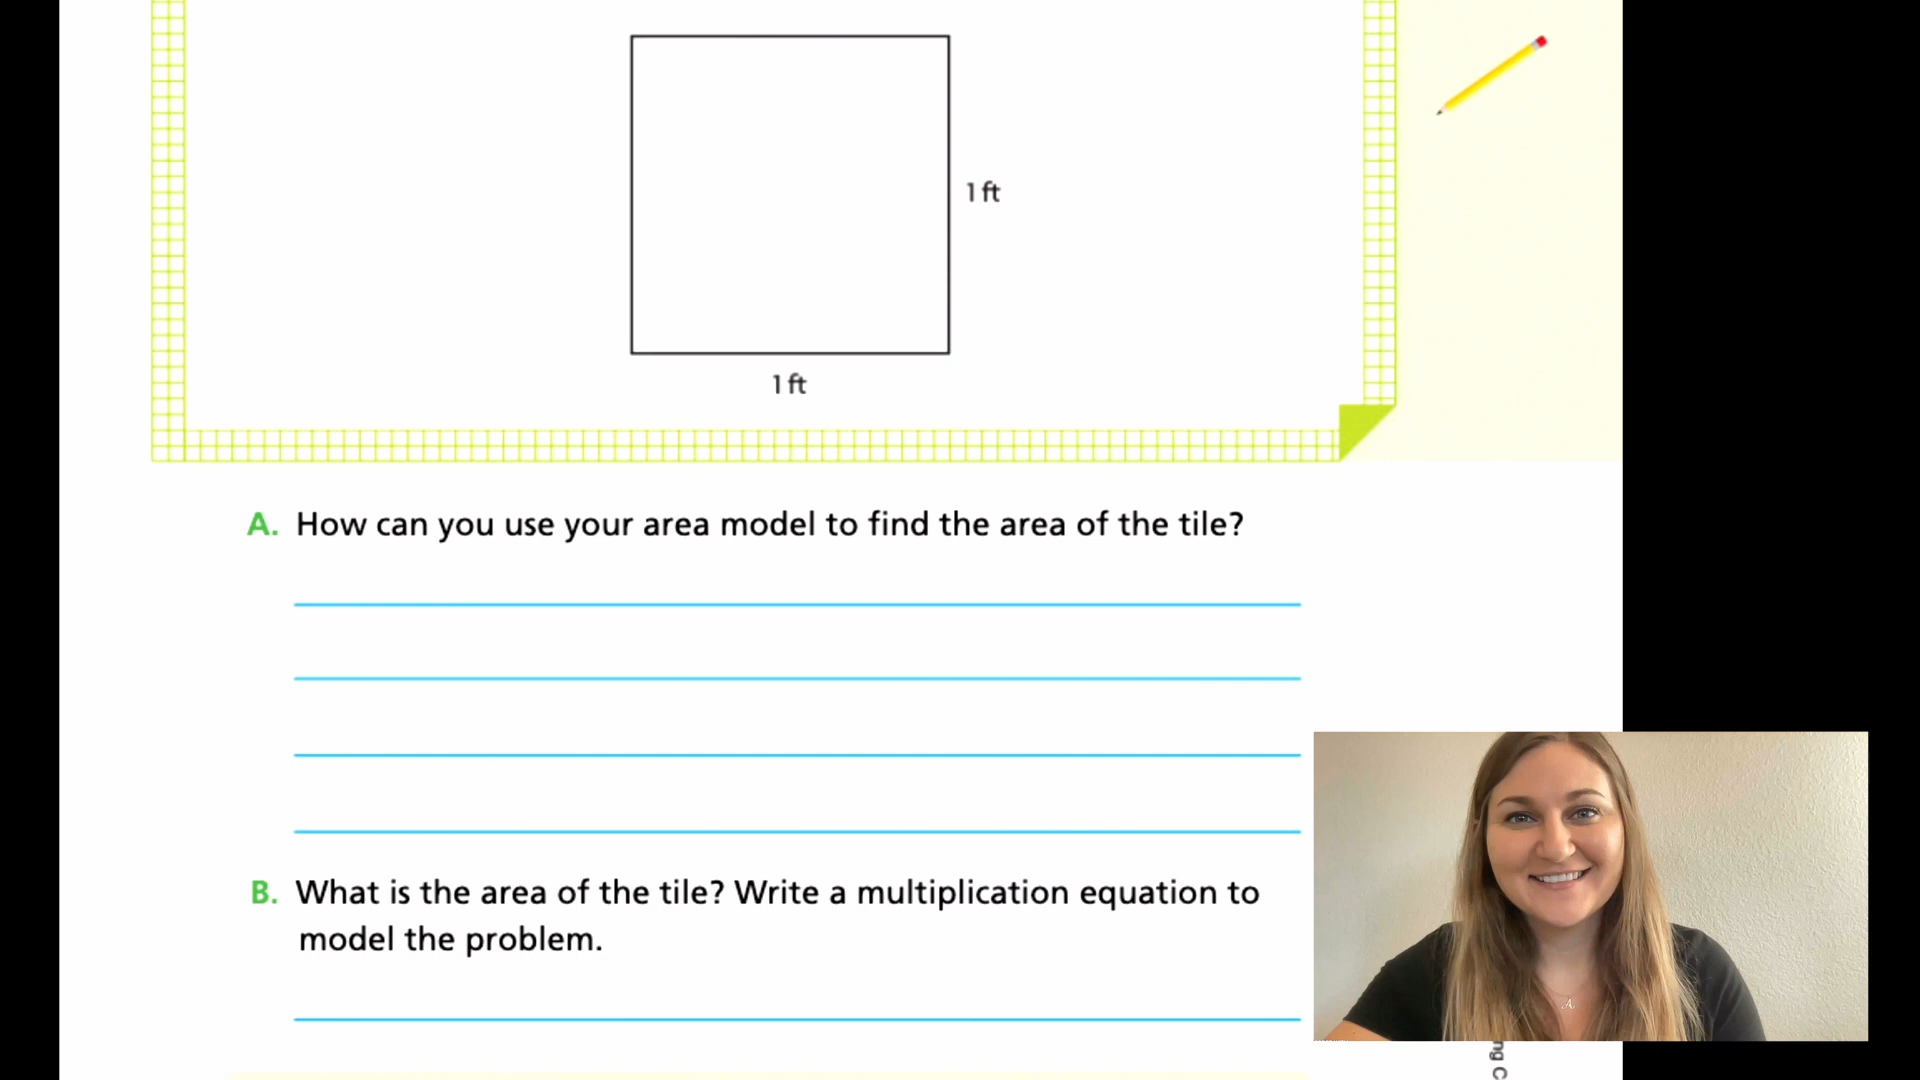 1 ft
1 ft
A. How can you use your area model to find the area of the tile?
B. What is the area of the tile? Write a multiplication equation to
model the problem.
ng C